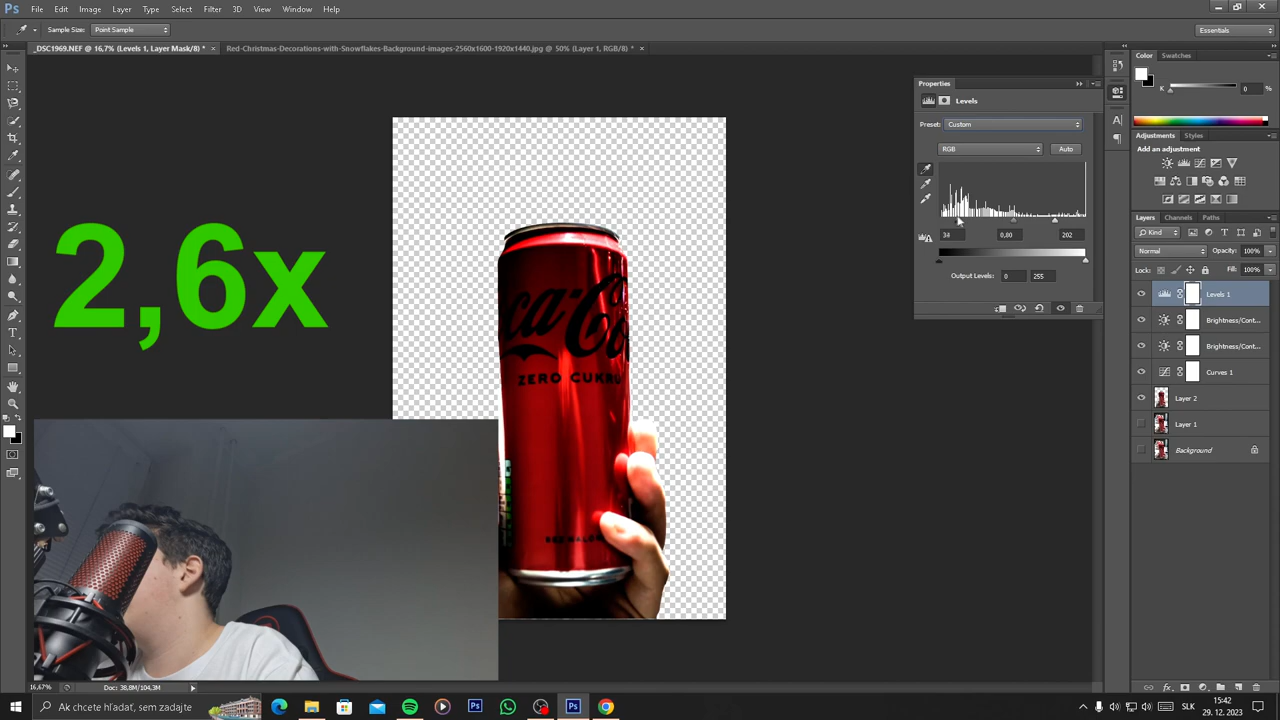 Ps File Edit Image Layer Type Select Filter 3D View Window Help
Sample Size: Point Sample Essentials
_DSC1969.NEF @ 16,7% (Levels 1, Layer Mask/8) * ×
Red-Christmas-Decorations-with-Snowflakes-Background-images-2560x1600-1920x1440.jpg @ 50% (Layer 1, RGB/8) * ×
2,6x
ca-Co
ZERO CUKRU
Properties
Levels
Preset: Custom
RGB Auto
34 0,80 202
Output Levels: 0 255
Color Swatches
K 0 %
Adjustments Styles
Add an adjustment
Layers Channels Paths
Kind
Normal Opacity: 100%
Lock: Fill: 100%
Levels 1
Brightness/Cont...
Brightness/Cont...
Curves 1
Layer 2
Layer 1
Background
16,67% Doc: 38,8M/104,3M
Ak chcete hľadať, sem zadajte
SLK
15:42
29. 12. 2023